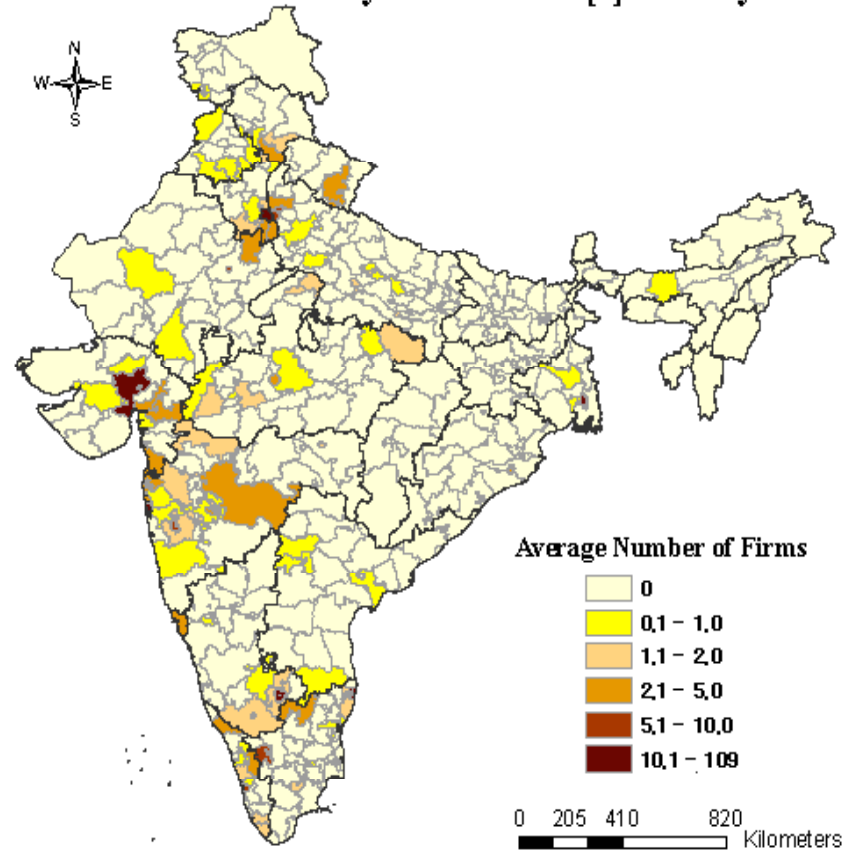 N
W E
S
Average Number of Firms
0
0.1 - 1.0
1.1 - 2.0
2.1 - 5.0
5.1 - 10.0
10.1 - 109
0 205 410 820
Kilometers